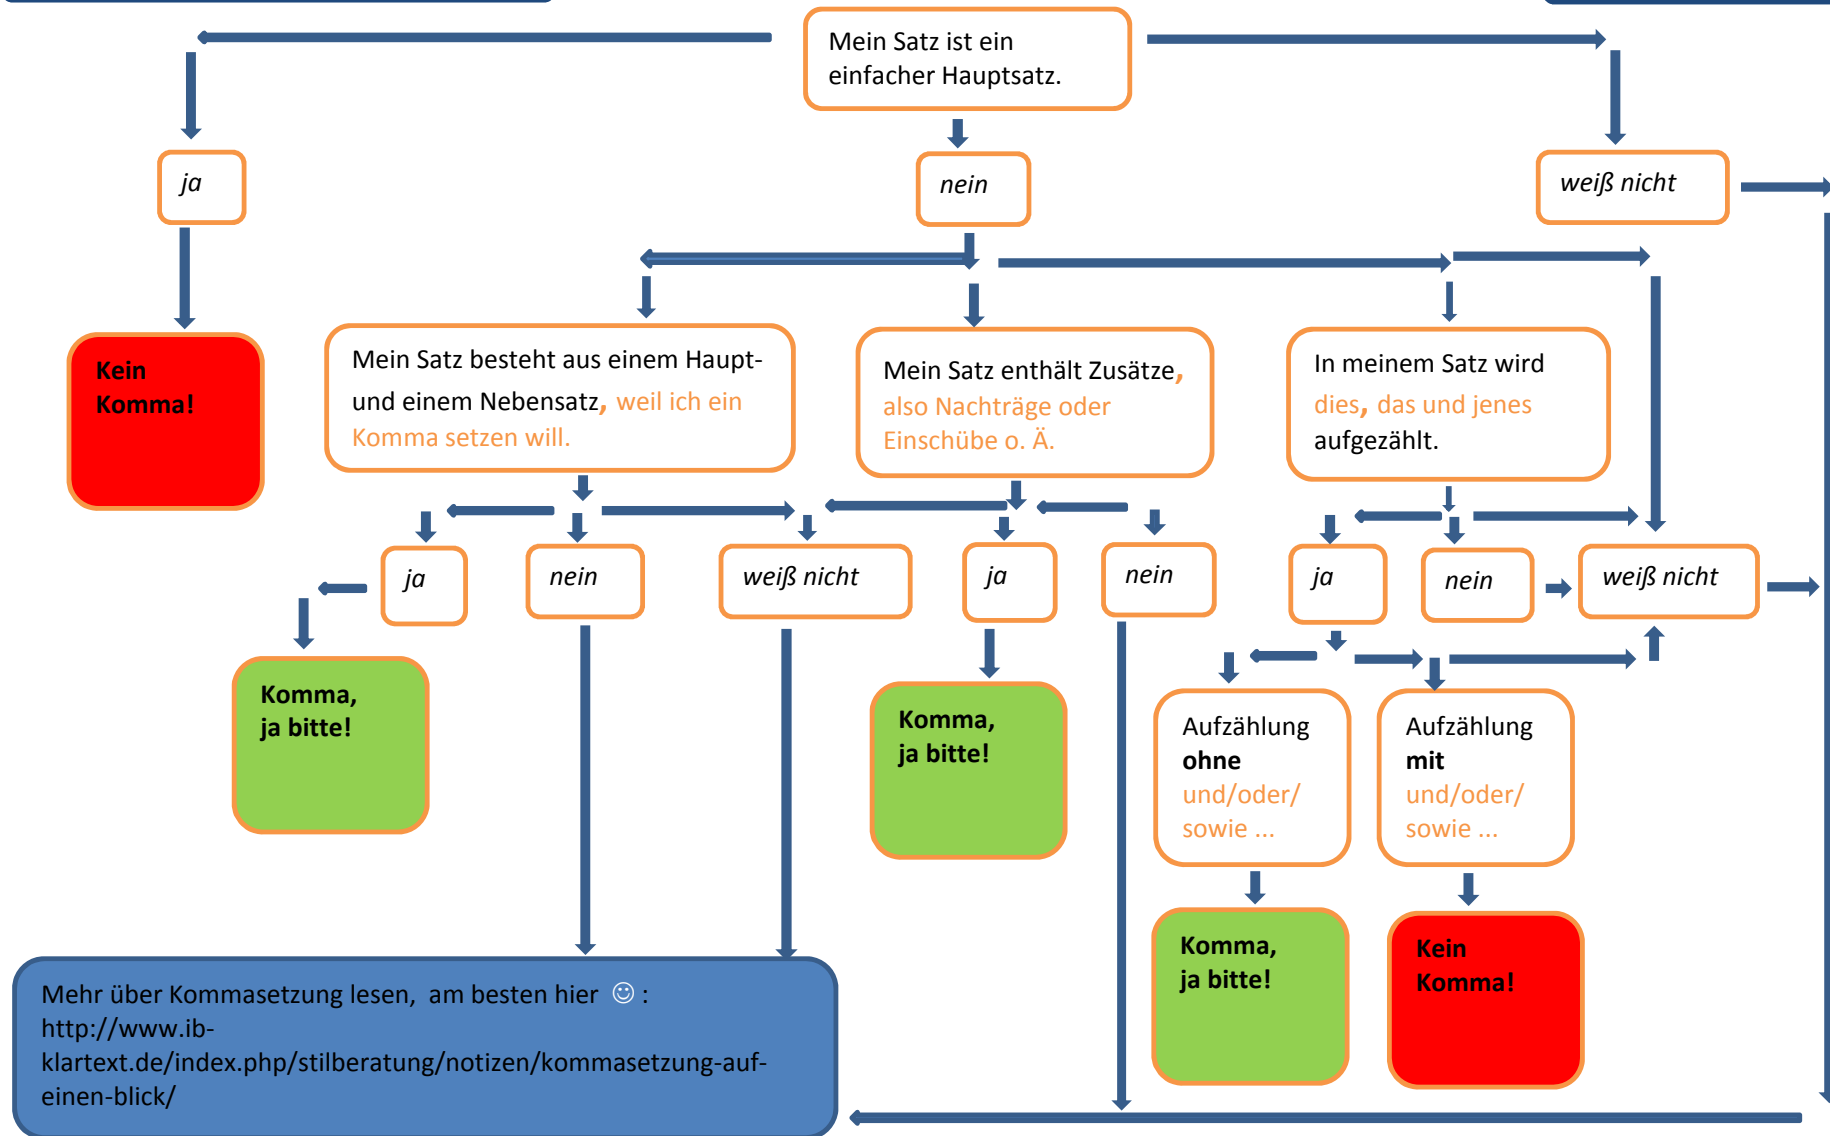 Mein Satz ist ein
einfacher Hauptsatz.
ja
nein
weiß nicht
Kein
Komma!
Mein Satz besteht aus einem Haupt-
und einem Nebensatz, weil ich ein
Komma setzen will.
Mein Satz enthält Zusätze,
also Nachträge oder
Einschübe o. Ä.
In meinem Satz wird
dies, das und jenes
aufgezählt.
ja
nein
weiß nicht
ja
nein
ja
nein
weiß nicht
Komma,
ja bitte!
Komma,
ja bitte!
Aufzählung
ohne
und/oder/
sowie ...
Aufzählung
mit
und/oder/
sowie ...
Komma,
ja bitte!
Kein
Komma!
Mehr über Kommasetzung lesen,  am besten hier ☺ :
http://www.ib-
klartext.de/index.php/stilberatung/notizen/kommasetzung-auf-
einen-blick/